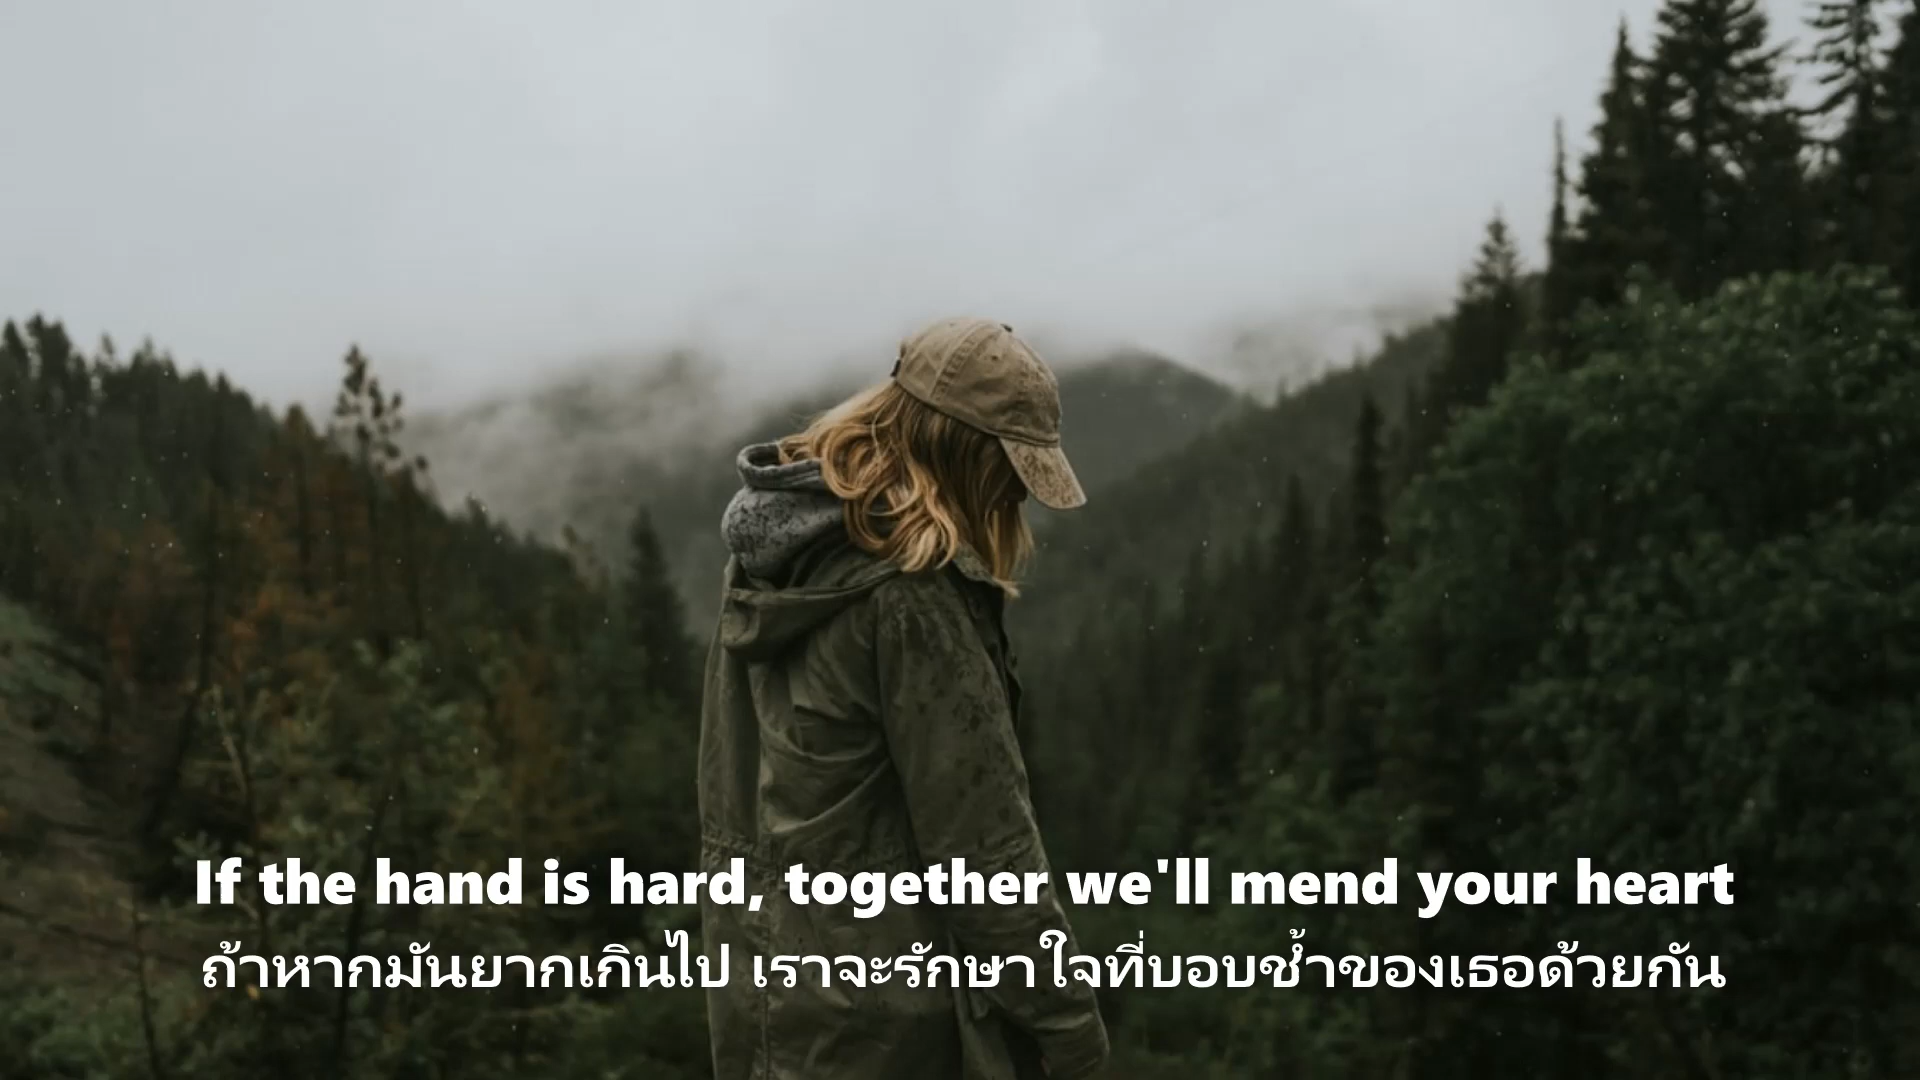 If the hand is hard, together we'll mend your heart
ถ้าหากมันยากเกินไป เราจะรักษาใจที่บอบช้ำของเธอด้วยกัน